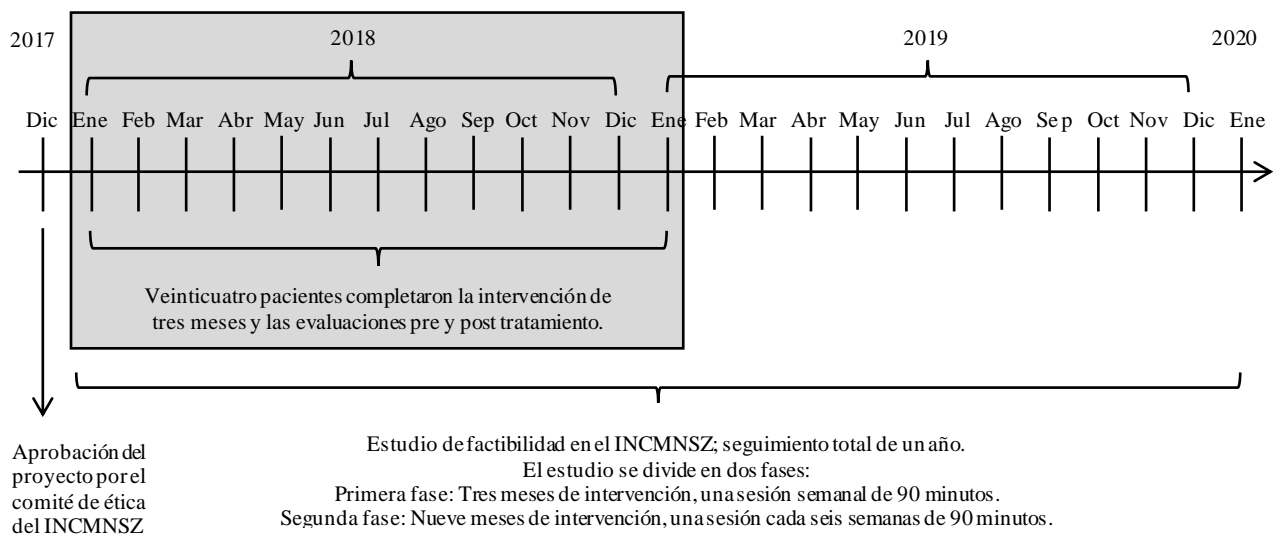 2017 2018 2019 2020
Dic Ene Feb Mar Abr May Jun Jul Ago Sep Oct Nov Dic Ene Feb Mar Abr May Jun Jul Ago Sep Oct Nov Dic Ene
Veinticuatro pacientes completaron la intervención de
tres meses y las evaluaciones pre y post tratamiento.
Aprobación del
proyecto por el
comité de ética
del INCMNSZ
Estudio de factibilidad en el INCMNSZ; seguimiento total de un año.
El estudio se divide en dos fases:
Primera fase: Tres meses de intervención, una sesión semanal de 90 minutos.
Segunda fase: Nueve meses de intervención, una sesión cada seis semanas de 90 minutos.